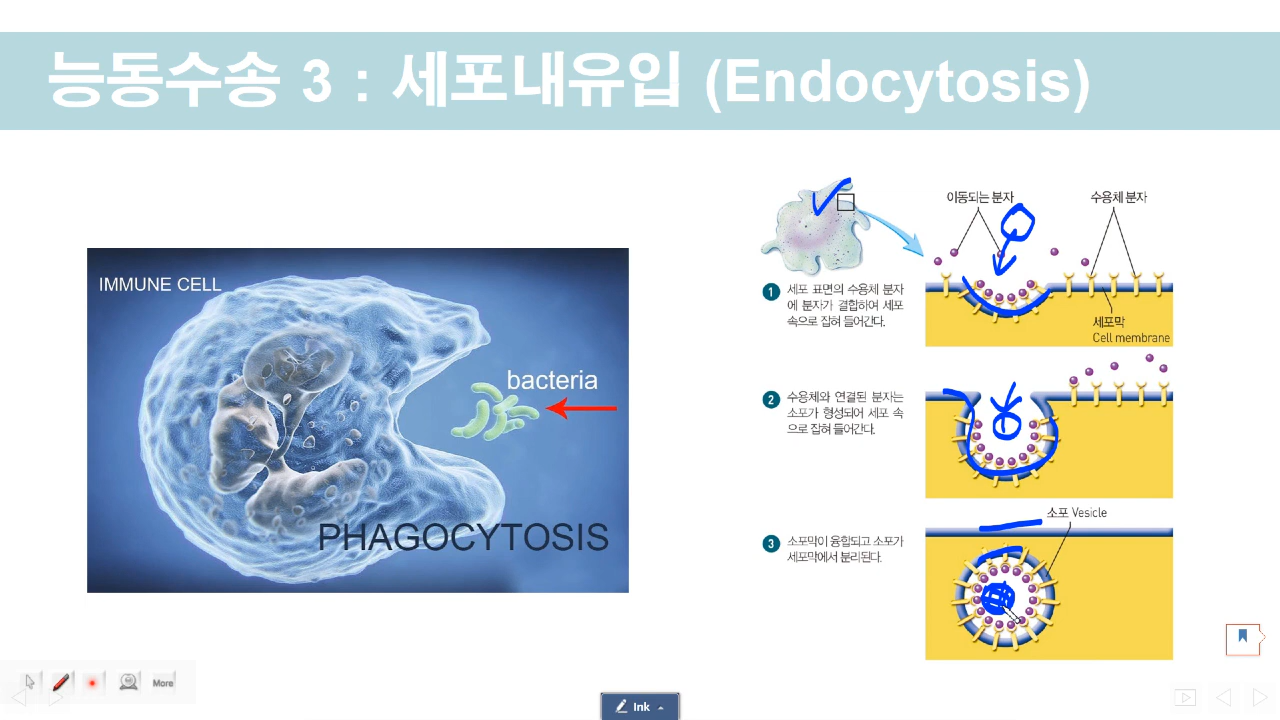 능동수송 3 : 세포내유입 (Endocytosis)
IMMUNE CELL
bacteria
PHAGOCYTOSIS
이동되는 분자
수용체 분자
1 세포 표면의 수용체 분자
에 분자가 결합하여 세포
속으로 잡혀 들어간다.
세포막
Cell membrane
2 수용체와 연결된 분자는
소포가 형성되어 세포 속
으로 잡혀 들어간다.
소포 Vesicle
3 소포막이 융합되고 소포가
세포막에서 분리된다.
More
Ink